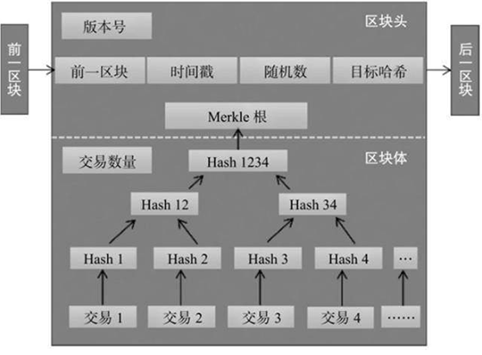 版本号
区块头
前一区块
前一区块
时间戳
随机数
目标哈希
后一区块
Merkle 根
交易数量
Hash 1234
区块体
Hash 12
Hash 34
Hash 1
Hash 2
Hash 3
Hash 4
…
交易 1
交易 2
交易 3
交易 4
……